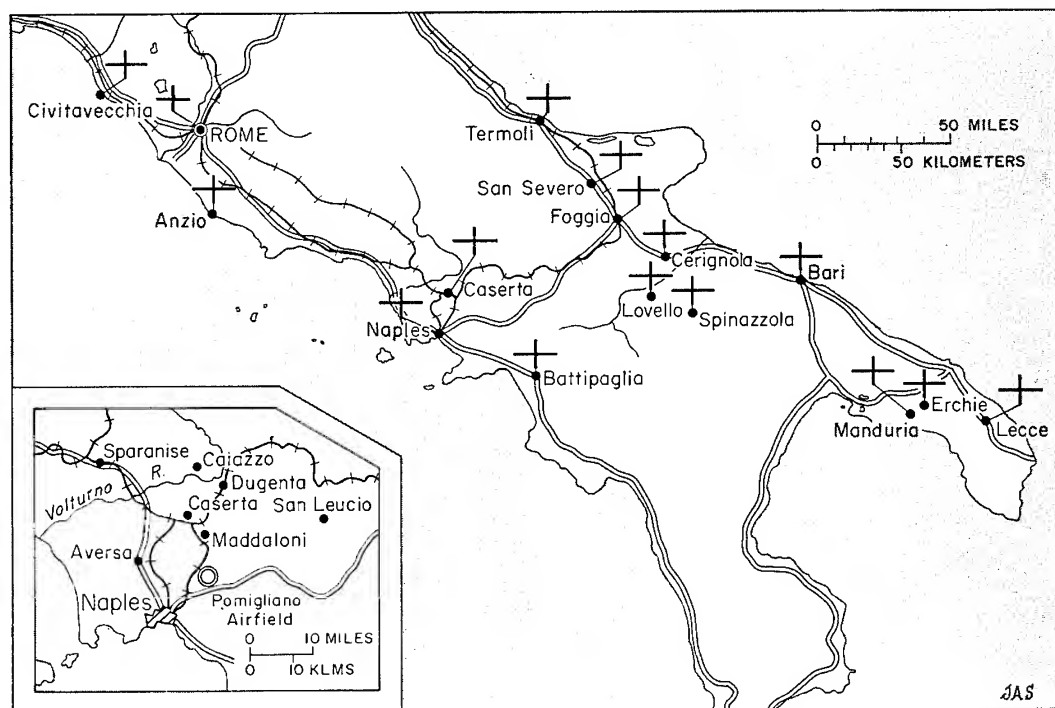 Civitavecchia
ROME
Anzio
Termoli
San Severo
Foggia
0 50 MILES
0 50 KILOMETERS
Cerignola
Bari
Caserta
Lovello
Spinazzola
Naples
Battipaglia
Erchie
Manduria
Lecce
Sparanise
Caiazzo
Volturno R.
Dugenta
Caserta
San Leucio
Maddaloni
Aversa
Naples
Pomigliano
Airfield
0 10 MILES
0 10 KLMS
JAS